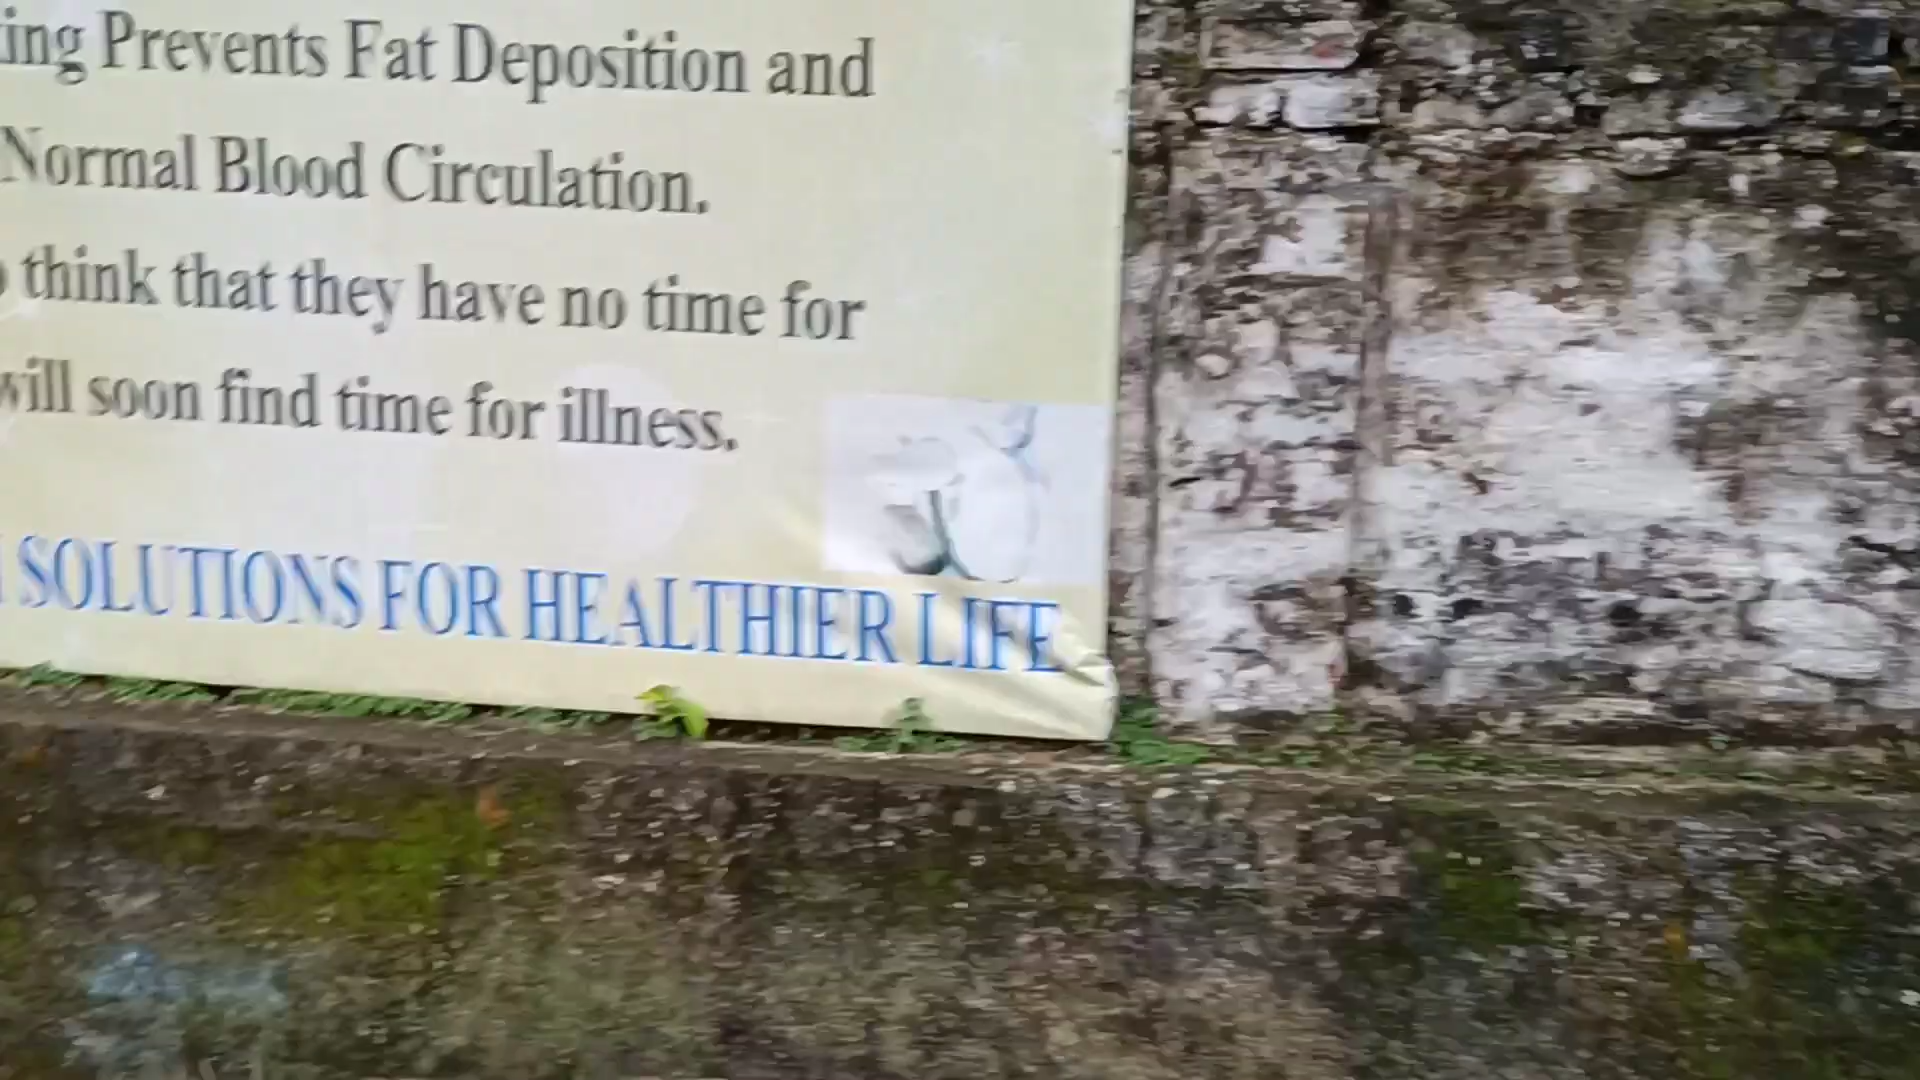 ing Prevents Fat Deposition and
Normal Blood Circulation.
think that they have no time for
will soon find time for illness.
SOLUTIONS FOR HEALTHIER LIFE